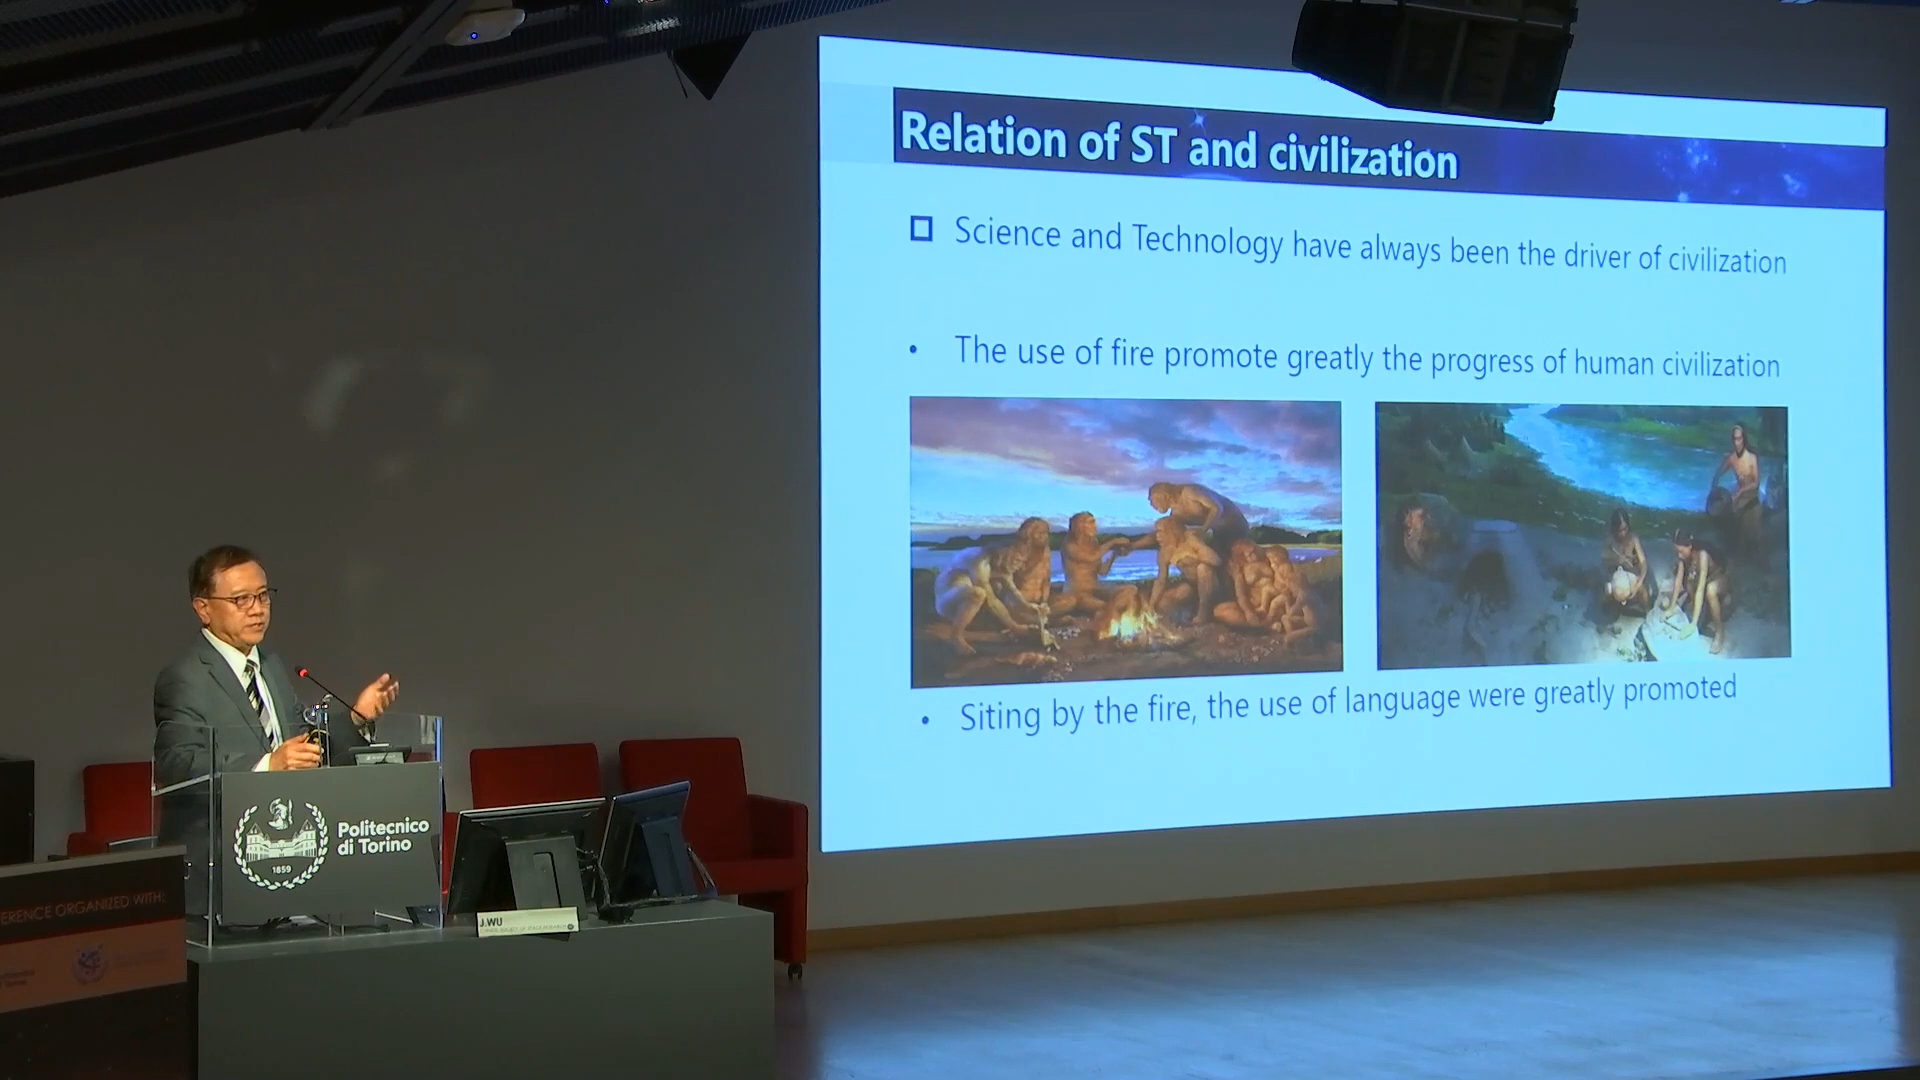 Relation of ST and civilization
Science and Technology have always been the driver of civilization
• The use of fire promote greatly the progress of human civilization
• Siting by the fire, the use of language were greatly promoted
Politecnico
di Torino
1859
J.WU
ERENCE ORGANIZED WITH: